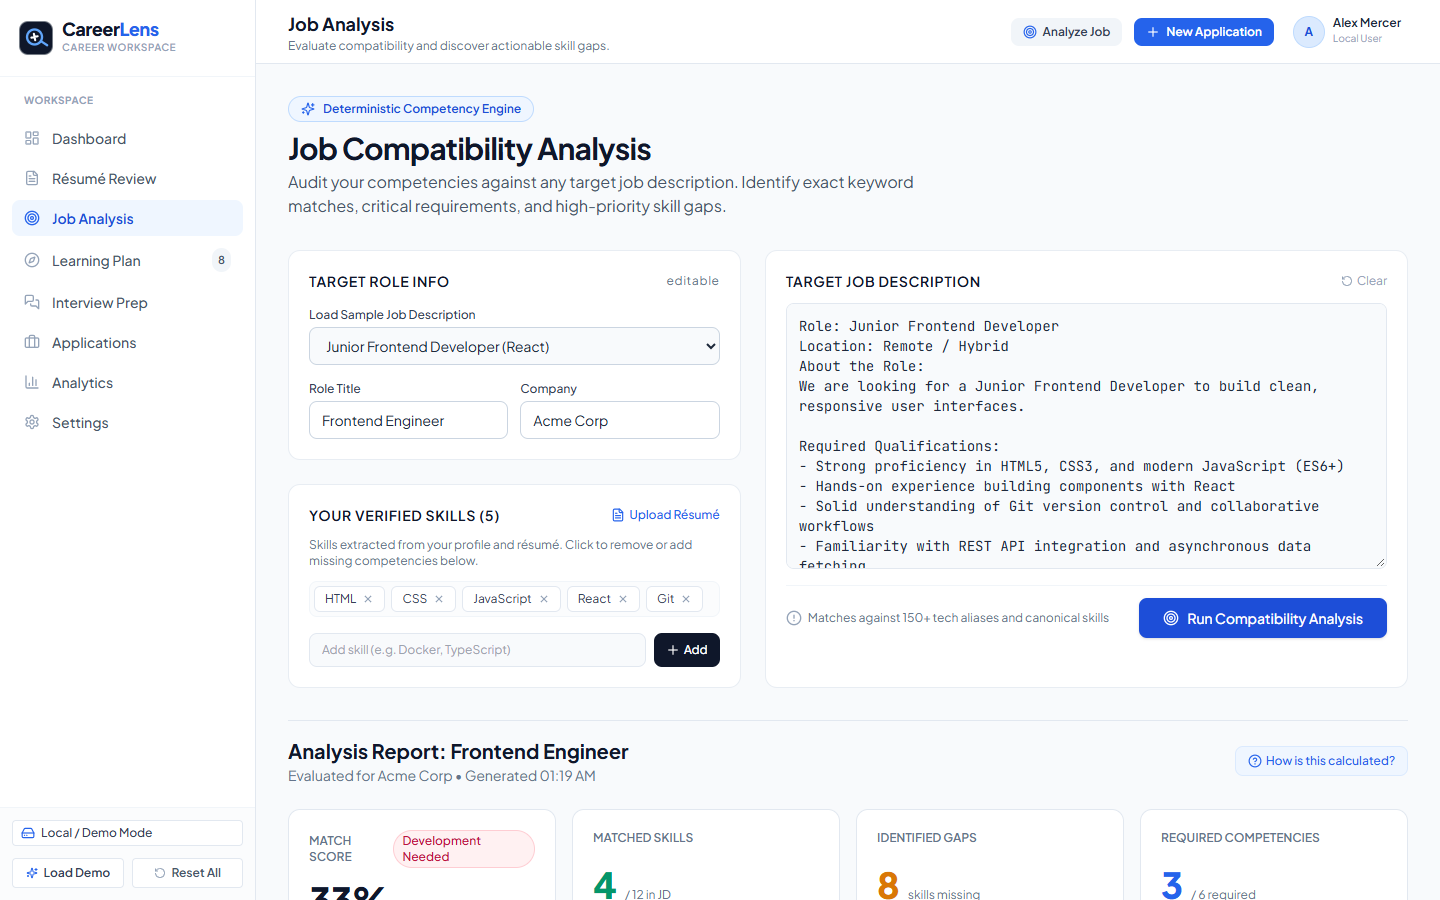 CareerLens
CAREER WORKSPACE
WORKSPACE
Dashboard
Résumé Review
Job Analysis
Learning Plan 8
Interview Prep
Applications
Analytics
Settings
Local / Demo Mode
Load Demo
Reset All
Job Analysis
Evaluate compatibility and discover actionable skill gaps.
Analyze Job
New Application
A
Alex Mercer
Local User
Deterministic Competency Engine
Job Compatibility Analysis
Audit your competencies against any target job description. Identify exact keyword
matches, critical requirements, and high-priority skill gaps.
TARGET ROLE INFO
editable
Load Sample Job Description
Junior Frontend Developer (React)
Role Title
Company
Frontend Engineer
Acme Corp
YOUR VERIFIED SKILLS (5)
Upload Résumé
Skills extracted from your profile and résumé. Click to remove or add
missing competencies below.
HTML ✕ CSS ✕ JavaScript ✕ React ✕ Git ✕
Add skill (e.g. Docker, TypeScript)
+ Add
TARGET JOB DESCRIPTION
Clear
Role: Junior Frontend Developer
Location: Remote / Hybrid
About the Role:
We are looking for a Junior Frontend Developer to build clean,
responsive user interfaces.
Required Qualifications:
- Strong proficiency in HTML5, CSS3, and modern JavaScript (ES6+)
- Hands-on experience building components with React
- Solid understanding of Git version control and collaborative
workflows
- Familiarity with REST API integration and asynchronous data
fetching
Matches against 150+ tech aliases and canonical skills
Run Compatibility Analysis
Analysis Report: Frontend Engineer
Evaluated for Acme Corp • Generated 01:19 AM
How is this calculated?
MATCH
SCORE
Development
Needed
33%
MATCHED SKILLS
4 / 12 in JD
IDENTIFIED GAPS
8 skills missing
REQUIRED COMPETENCIES
3 / 6 required